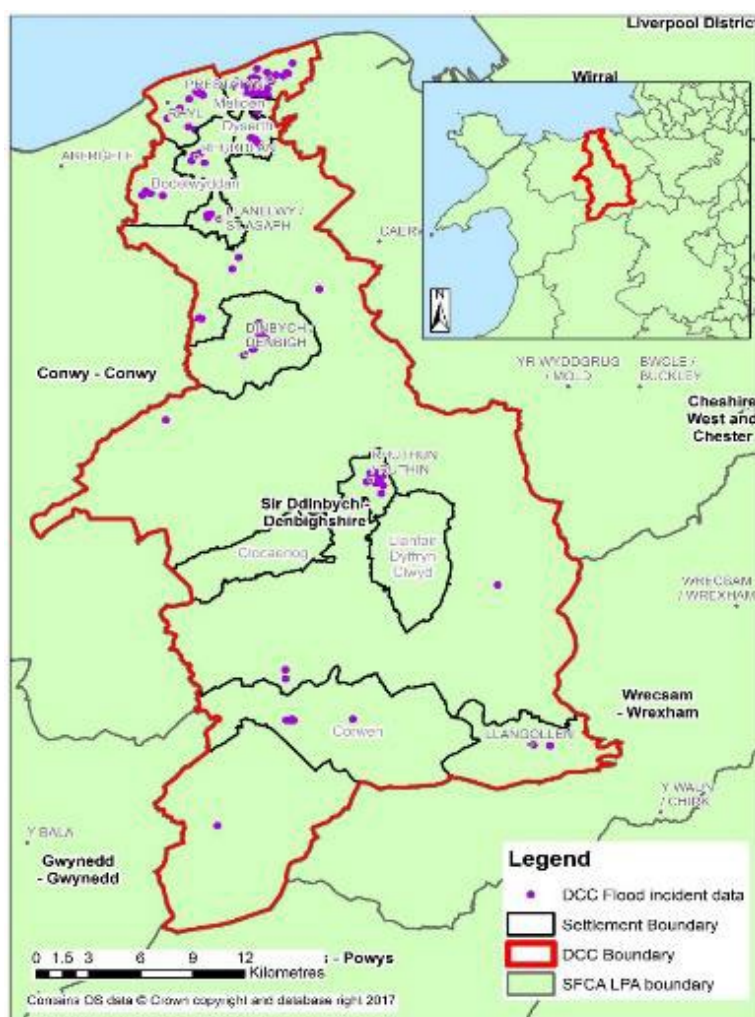 Liverpool District
Wirral
PRESTATYN
Meliden
RHYL
Dyserth
RHUDDLAN
ABERGELE
Bodelwyddan
LLANELWY /
ST ASAPH
N
DINBYCH /
DENBIGH
YR WYDDGRUG
/ MOLD
BWCLE /
BUCKLEY
Conwy - Conwy
Cheshire
West and
Chester
RHUTHUN
/ RUTHIN
Sir Ddinbych -
Denbighshire
Clocaenog
Llanfair
Dyffryn
Clwyd
WRECSAM
/ WREXHAM
Wrecsam
- Wrexham
Corwen
LLANGOLLEN
Y WAUN
/ CHIRK
Y BALA
Gwynedd
- Gwynedd
Legend
DCC Flood incident data
Settlement Boundary
DCC Boundary
SFCA LPA boundary
- Powys
0 1.5 3 6 9 12
Kilometres
Contains OS data © Crown copyright and database right 2017